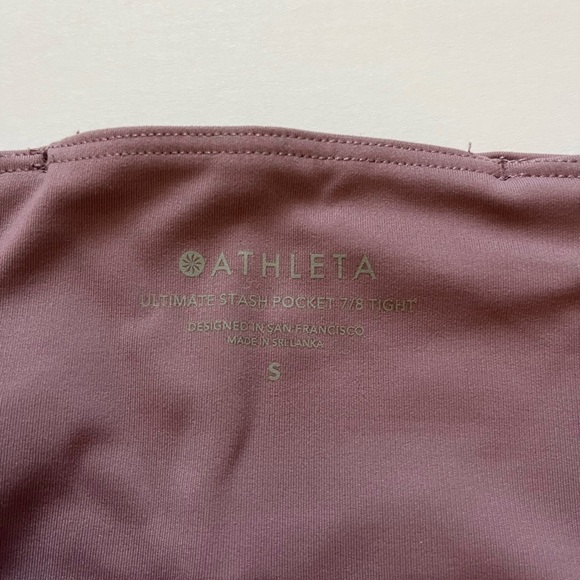 ATHLETA
ULTIMATE STASH POCKET 7/8 TIGHT
DESIGNED IN SAN FRANCISCO
MADE IN SRI LANKA
S